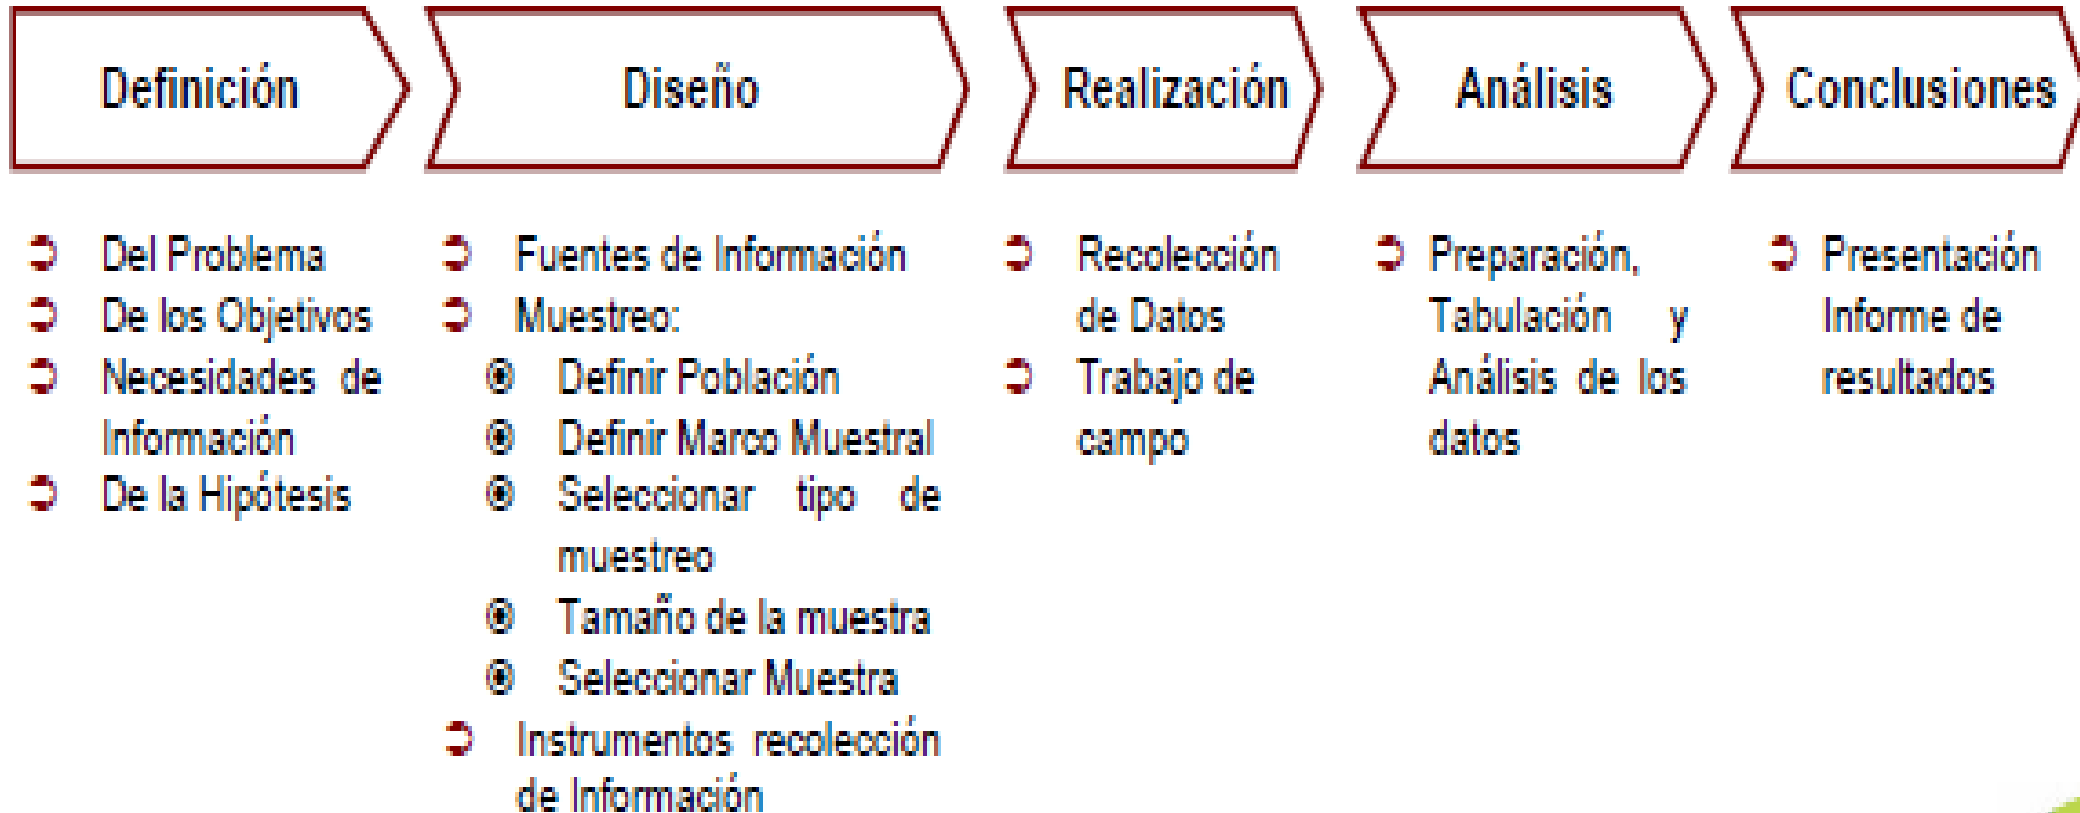 Definición
Diseño
Realización
Análisis
Conclusiones
Del Problema
De los Objetivos
Necesidades de
Información
De la Hipótesis
Fuentes de Información
Muestreo:
Definir Población
Definir Marco Muestral
Seleccionar tipo de
muestreo
Tamaño de la muestra
Seleccionar Muestra
Instrumentos recolección
de Información
Recolección
de Datos
Trabajo de
campo
Preparación,
Tabulación y
Análisis de los
datos
Presentación
Informe de
resultados